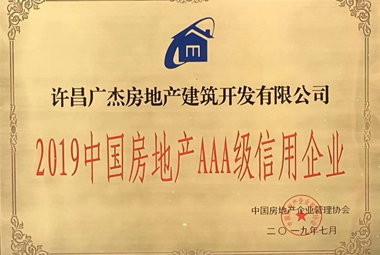 许昌广杰房地产建筑开发有限公司
2019中国房地产AAA级信用企业
中国房地产企业管理协会
二〇一九年七月